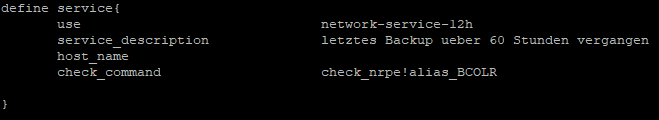 define service{
use network-service-12h
service_description letztes Backup ueber 60 Stunden vergangen
host_name
check_command check_nrpe!alias_BCOLR
}